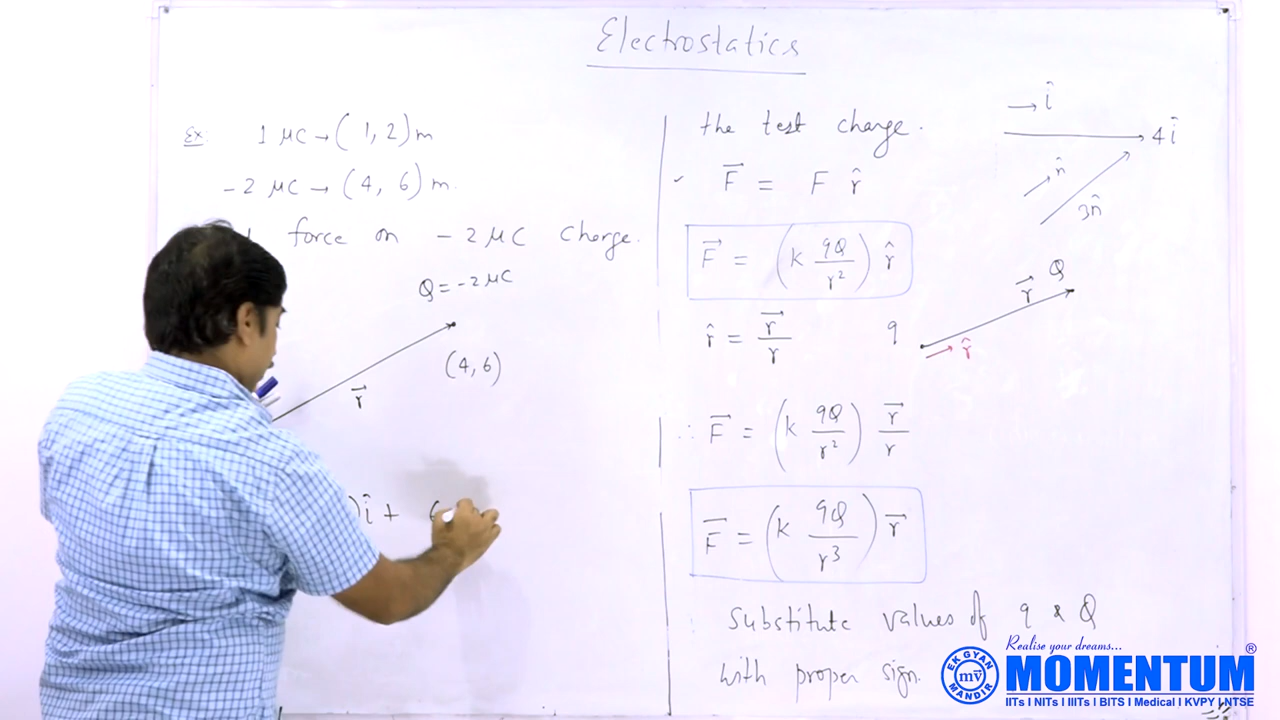 Electrostatics
Ex: 1 μC → (1, 2) m
- 2 μC → (4, 6) m.
force on - 2 μC charge.
Q = - 2 μC
(4, 6)
r⃗
) î +
the test charge.
F⃗ = F r̂
F⃗ = (k qQ/r²) r̂
r̂ = r⃗/r
∴ F⃗ = (k qQ/r²) r⃗/r
F⃗ = (k qQ/r³) r⃗
Substitute values of q & Q
with proper sign.
→ î
4 î
n̂
3n̂
Q
r⃗
q
r̂
Realise your dreams...
EK GYAN MANDIR
mv
MOMENTUM®
IITs I NITs I IIITs I BITS I Medical I KVPY I NTSE